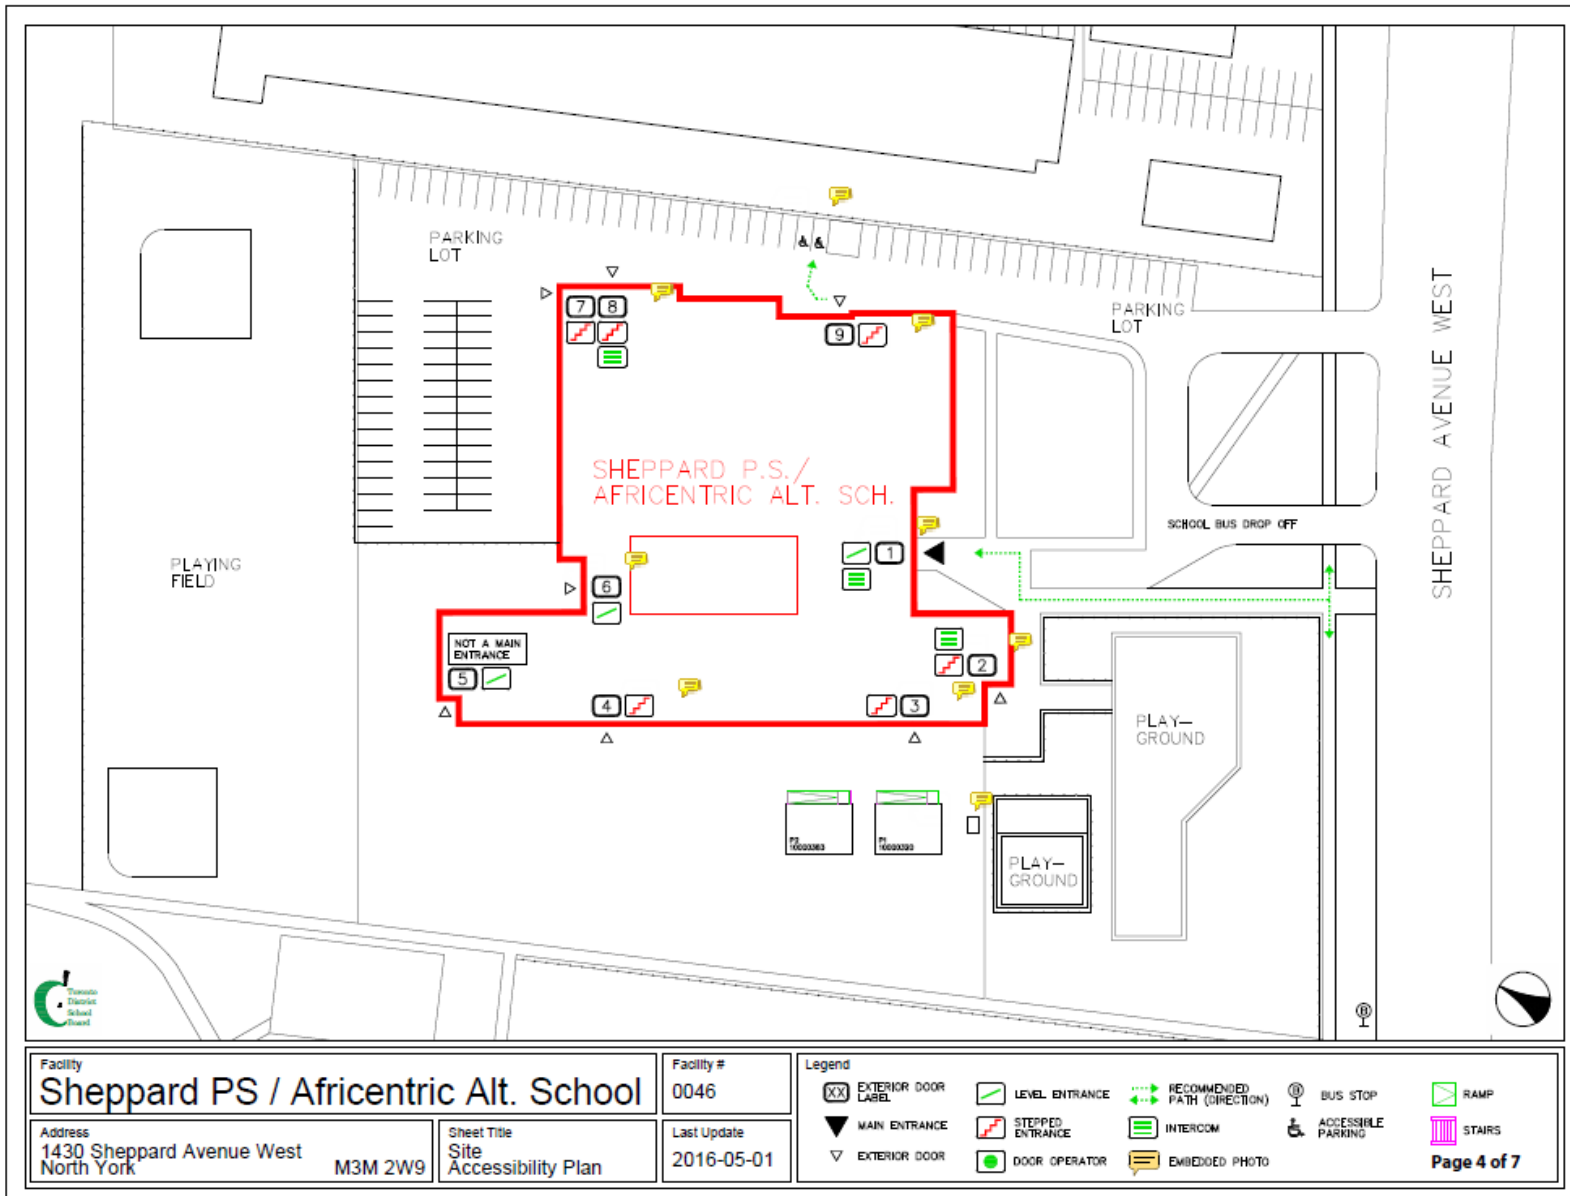 PARKING
LOT
7
8
9
PARKING
LOT
SHEPPARD AVENUE WEST
SHEPPARD P.S./
AFRICENTRIC ALT. SCH.
SCHOOL BUS DROP OFF
1
PLAYING
FIELD
6
NOT A MAIN
ENTRANCE
5
2
4
3
PLAY-
GROUND
PLAY-
GROUND
Toronto
District
School
Board
B
Facility
Sheppard PS / Africentric Alt. School
Facility #
0046
Address
1430 Sheppard Avenue West
North York
M3M 2W9
Sheet Title
Site
Accessibility Plan
Last Update
2016-05-01
Legend
XX EXTERIOR DOOR
LABEL
MAIN ENTRANCE
EXTERIOR DOOR
LEVEL ENTRANCE
STEPPED
ENTRANCE
DOOR OPERATOR
RECOMMENDED
PATH (DIRECTION)
INTERCOM
EMBEDDED PHOTO
B BUS STOP
ACCESSIBLE
PARKING
RAMP
STAIRS
Page 4 of 7